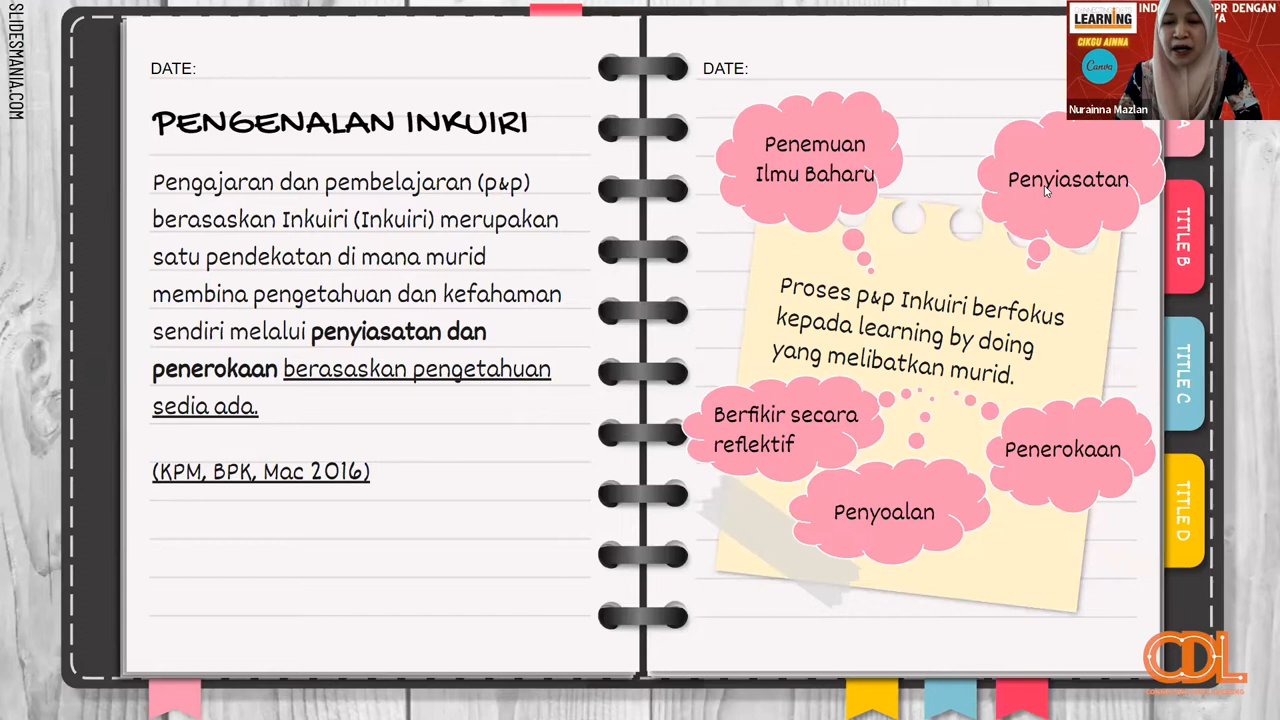 SLIDESMANIA.COM
DATE:
PENGENALAN INKUIRI
Pengajaran dan pembelajaran (p&p)
berasaskan Inkuiri (Inkuiri) merupakan
satu pendekatan di mana murid
membina pengetahuan dan kefahaman
sendiri melalui penyiasatan dan
penerokaan berasaskan pengetahuan
sedia ada.
(KPM, BPK, Mac 2016)
DATE:
Penemuan
Ilmu Baharu
Penyiasatan
Proses p&p Inkuiri berfokus
kepada learning by doing
yang melibatkan murid.
Berfikir secara
reflektif
Penerokaan
Penyoalan
A
TITLE B
TITLE C
TITLE D
LEARNING
CIKGU AINNA
Canva
PR DENGAN
Nurainna Mazlan
CDL